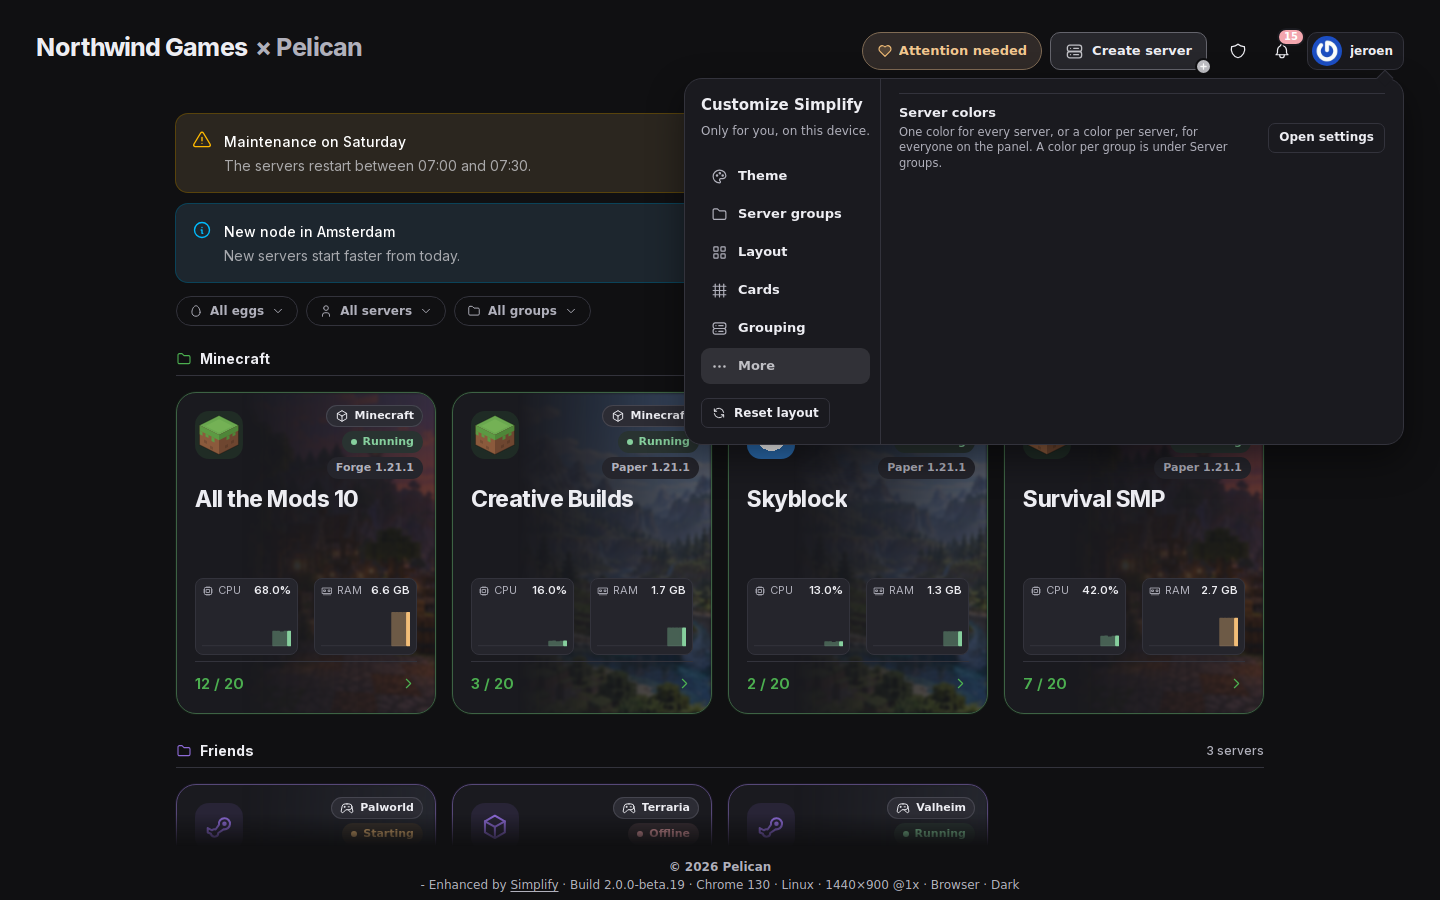 Northwind Games × Pelican
Attention needed
Create server
15
jeroen
Maintenance on Saturday
The servers restart between 07:00 and 07:30.
New node in Amsterdam
New servers start faster from today.
Customize Simplify
Only for you, on this device.
Theme
Server groups
Layout
Cards
Grouping
More
Reset layout
Server colors
One color for every server, or a color per server, for
everyone on the panel. A color per group is under Server
groups.
Open settings
All eggs
All servers
All groups
Minecraft
Minecraft
Running
Forge 1.21.1
All the Mods 10
CPU 68.0%
RAM 6.6 GB
12 / 20
Minecraf
Running
Paper 1.21.1
Creative Builds
CPU 16.0%
RAM 1.7 GB
3 / 20
Paper 1.21.1
Skyblock
CPU 13.0%
RAM 1.3 GB
2 / 20
Paper 1.21.1
Survival SMP
CPU 42.0%
RAM 2.7 GB
7 / 20
Friends
3 servers
Palworld
Starting
Terraria
Offline
Valheim
Running
© 2026 Pelican
- Enhanced by Simplify · Build 2.0.0-beta.19 · Chrome 130 · Linux · 1440×900 @1x · Browser · Dark